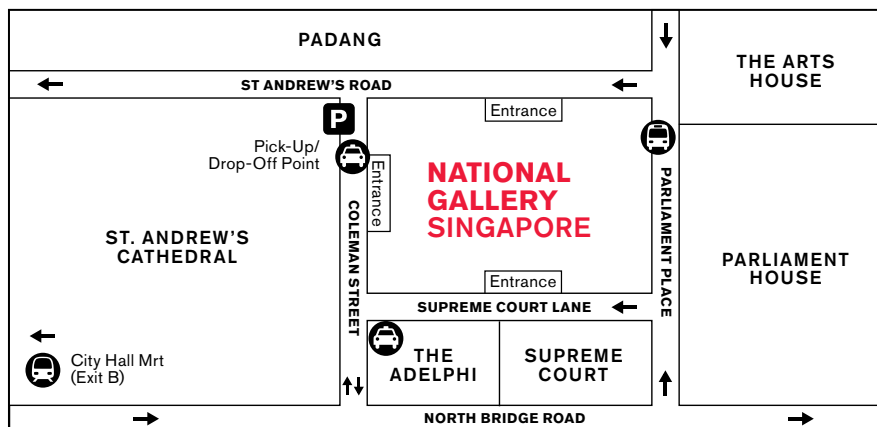 PADANG
THE ARTS
HOUSE
ST ANDREW'S ROAD
P
Entrance
Pick-Up/
Drop-Off Point
Entrance
NATIONAL
GALLERY
SINGAPORE
PARLIAMENT PLACE
COLEMAN STREET
ST. ANDREW'S
CATHEDRAL
PARLIAMENT
HOUSE
Entrance
SUPREME COURT LANE
City Hall Mrt
(Exit B)
THE
ADELPHI
SUPREME
COURT
NORTH BRIDGE ROAD